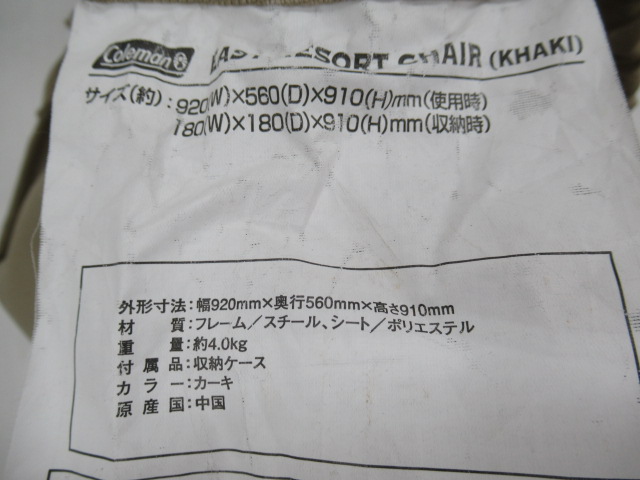 Coleman
EASY RESORT CHAIR (KHAKI)
サイズ(約):920(W)×560(D)×910(H)mm(使用時)
180(W)×180(D)×910(H)mm(収納時)
外形寸法:幅920mm×奥行560mm×高さ910mm
材　　質:フレーム/スチール、シート/ポリエステル
重　　量:約4.0kg
付 属 品:収納ケース
カ ラ ー:カーキ
原 産 国:中国